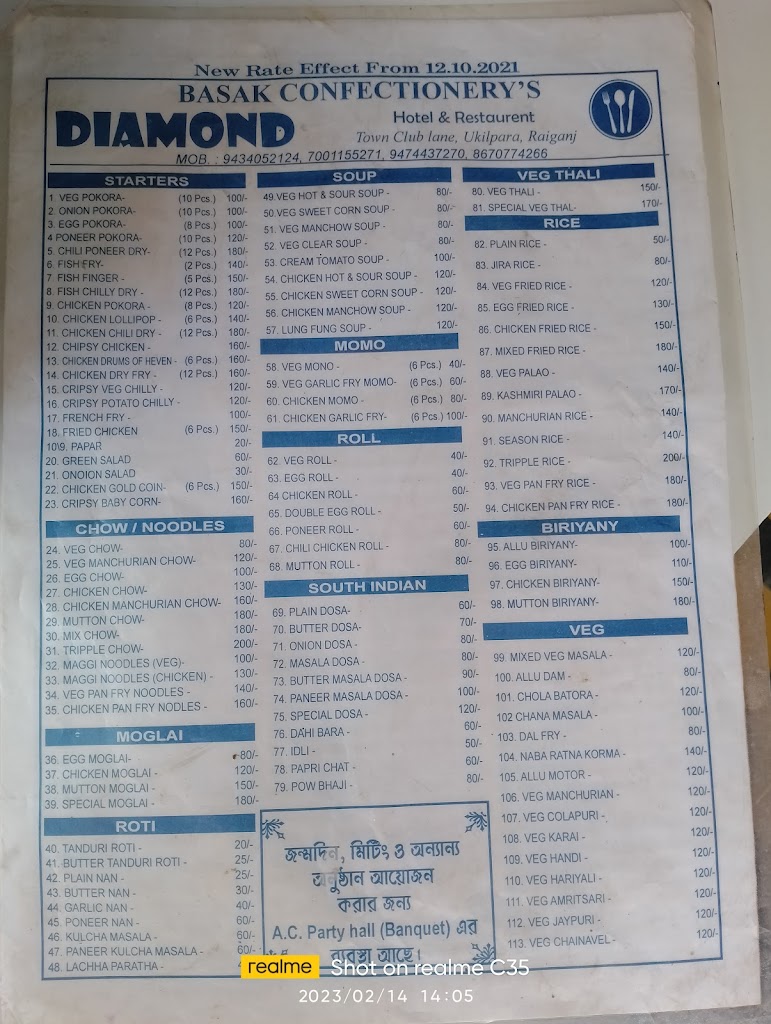 New Rate Effect From 12.10.2021
BASAK CONFECTIONERY'S
DIAMOND
Hotel & Restaurent
Town Club lane, Ukilpara, Raiganj
MOB. : 9434052124, 7001155271, 9474437270, 8670774266
STARTERS
1. VEG POKORA- (10 Pcs.) 100/-
2. ONION POKORA- (10 Pcs.) 100/-
3. EGG POKORA- (8 Pcs.) 100/-
4 PONEER POKORA- (10 Pcs.) 120/-
5. CHILI PONEER DRY- (12 Pcs.) 180/-
6. FISH FRY- (2 Pcs.) 140/-
7. FISH FINGER - (5 Pcs.) 150/-
8. FISH CHILLY DRY - (12 Pcs.) 180/-
9. CHICKEN POKORA - (8 Pcs.) 120/-
10. CHICKEN LOLLIPOP - (6 Pcs.) 140/-
11. CHICKEN CHILI DRY - (12 Pcs.) 180/-
12. CHIPSY CHICKEN - 160/-
13. CHICKEN DRUMS OF HEVEN - (6 Pcs.) 160/-
14. CHICKEN DRY FRY - (12 Pcs.) 160/-
15. CRIPSY VEG CHILLY - 120/-
16. CRIPSY POTATO CHILLY - 120/-
17. FRENCH FRY - 100/-
18. FRIED CHICKEN (6 Pcs.) 150/-
10\9. PAPAR 20/-
20. GREEN SALAD 60/-
21. ONOION SALAD 30/-
22. CHICKEN GOLD COIN- (6 Pcs.) 150/-
23. CRIPSY BABY CORN- 160/-
CHOW / NOODLES
24. VEG CHOW- 80/-
25. VEG MANCHURIAN CHOW- 120/-
26. EGG CHOW- 100/-
27. CHICKEN CHOW- 130/-
28. CHICKEN MANCHURIAN CHOW- 160/-
29. MUTTON CHOW- 180/-
30. MIX CHOW- 180/-
31. TRIPPLE CHOW- 200/-
32. MAGGI NOODLES (VEG)- 100/-
33. MAGGI NOODLES (CHICKEN) - 130/-
34. VEG PAN FRY NOODLES - 140/-
35. CHICKEN PAN FRY NODLES - 160/-
MOGLAI
36. EGG MOGLAI- 80/-
37. CHICKEN MOGLAI - 120/-
38. MUTTON MOGLAI - 150/-
39. SPECIAL MOGLAI - 180/-
ROTI
40. TANDURI ROTI - 20/-
41. BUTTER TANDURI ROTI - 25/-
42. PLAIN NAN - 25/-
43. BUTTER NAN - 30/-
44. GARLIC NAN - 40/-
45. PONEER NAN - 60/-
46. KULCHA MASALA - 60/-
47. PANEER KULCHA MASALA - 60/-
48. LACHHA PARATHA -
SOUP
49.VEG HOT & SOUR SOUP - 80/-
50.VEG SWEET CORN SOUP - 80/-
51. VEG MANCHOW SOUP - 80/-
52. VEG CLEAR SOUP - 80/-
53. CREAM TOMATO SOUP - 100/-
54. CHICKEN HOT & SOUR SOUP - 120/-
55. CHICKEN SWEET CORN SOUP - 120/-
56. CHICKEN MANCHOW SOUP - 120/-
57. LUNG FUNG SOUP - 120/-
MOMO
58. VEG MONO - (6 Pcs.) 40/-
59. VEG GARLIC FRY MOMO- (6 Pcs.) 60/-
60. CHICKEN MOMO - (6 Pcs.) 80/-
61. CHICKEN GARLIC FRY- (6 Pcs.) 100/-
ROLL
62. VEG ROLL - 40/-
63. EGG ROLL - 40/-
64 CHICKEN ROLL - 60/-
65. DOUBLE EGG ROLL - 50/-
66. PONEER ROLL - 60/-
67. CHILI CHICKEN ROLL - 80/-
68. MUTTON ROLL - 80/-
SOUTH INDIAN
69. PLAIN DOSA- 60/-
70. BUTTER DOSA- 70/-
71. ONION DOSA- 80/-
72. MASALA DOSA - 80/-
73. BUTTER MASALA DOSA - 90/-
74. PANEER MASALA DOSA - 100/-
75. SPECIAL DOSA - 120/-
76. DAHI BARA - 60/-
77. IDLI - 50/-
78. PAPRI CHAT - 60/-
79. POW BHAJI - 80/-
জন্মদিন, মিটিং ও অন্যান্য
অনুষ্ঠান আয়োজন
করার জন্য
A.C. Party hall (Banquet) এর
ব্যবস্থা আছে।
VEG THALI
80. VEG THALI - 150/-
81. SPECIAL VEG THAL- 170/-
RICE
82. PLAIN RICE - 50/-
83. JIRA RICE - 80/-
84. VEG FRIED RICE - 120/-
85. EGG FRIED RICE - 130/-
86. CHICKEN FRIED RICE - 150/-
87. MIXED FRIED RICE - 180/-
88. VEG PALAO - 140/-
89. KASHMIRI PALAO - 170/-
90. MANCHURIAN RICE - 140/-
91. SEASON RICE - 140/-
92. TRIPPLE RICE - 200/-
93. VEG PAN FRY RICE - 180/-
94. CHICKEN PAN FRY RICE - 180/-
BIRIYANY
95. ALLU BIRIYANY- 100/-
96. EGG BIRIYANY- 110/-
97. CHICKEN BIRIYANY- 150/-
98. MUTTON BIRIYANY- 180/-
VEG
99. MIXED VEG MASALA - 120/-
100. ALLU DAM - 80/-
101. CHOLA BATORA - 120/-
102 CHANA MASALA - 100/-
103. DAL FRY - 80/-
104. NABA RATNA KORMA - 140/-
105. ALLU MOTOR - 120/-
106. VEG MANCHURIAN - 120/-
107. VEG COLAPURI - 120/-
108. VEG KARAI - 120/-
109. VEG HANDI - 120/-
110. VEG HARIYALI - 120/-
111. VEG AMRITSARI - 120/-
112. VEG JAYPURI - 120/-
113. VEG CHAINAVEL - 120/-
realme Shot on realme C35
2023/02/14 14:05